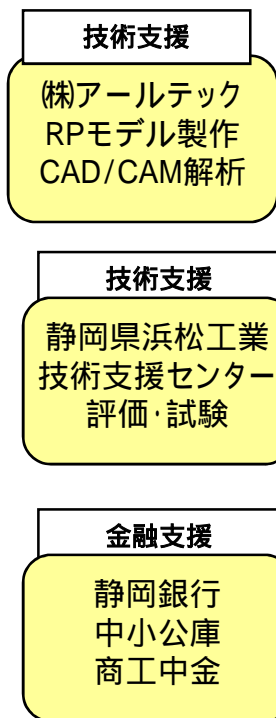 技術支援
㈱アールテック
RPモデル製作
CAD/CAM解析
技術支援
静岡県浜松工業
技術支援センター
評価･試験
金融支援
静岡銀行
中小公庫
商工中金